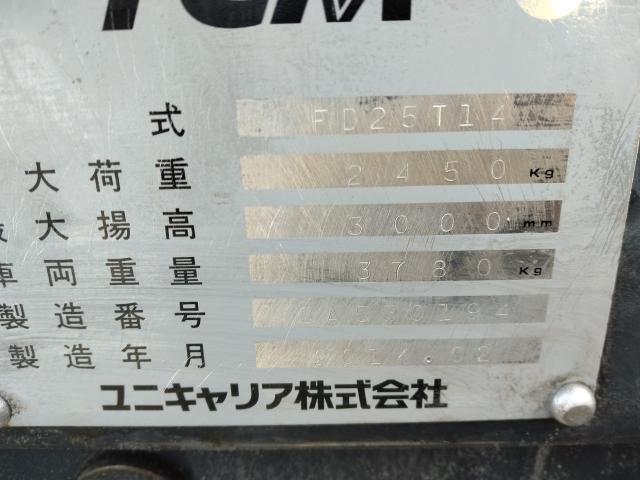 TCM
式 FD25T14
大荷重 2450 Kg
大揚高 3000 mm
車両重量 3780 Kg
製造番号
製造年月
ユニキャリア株式会社